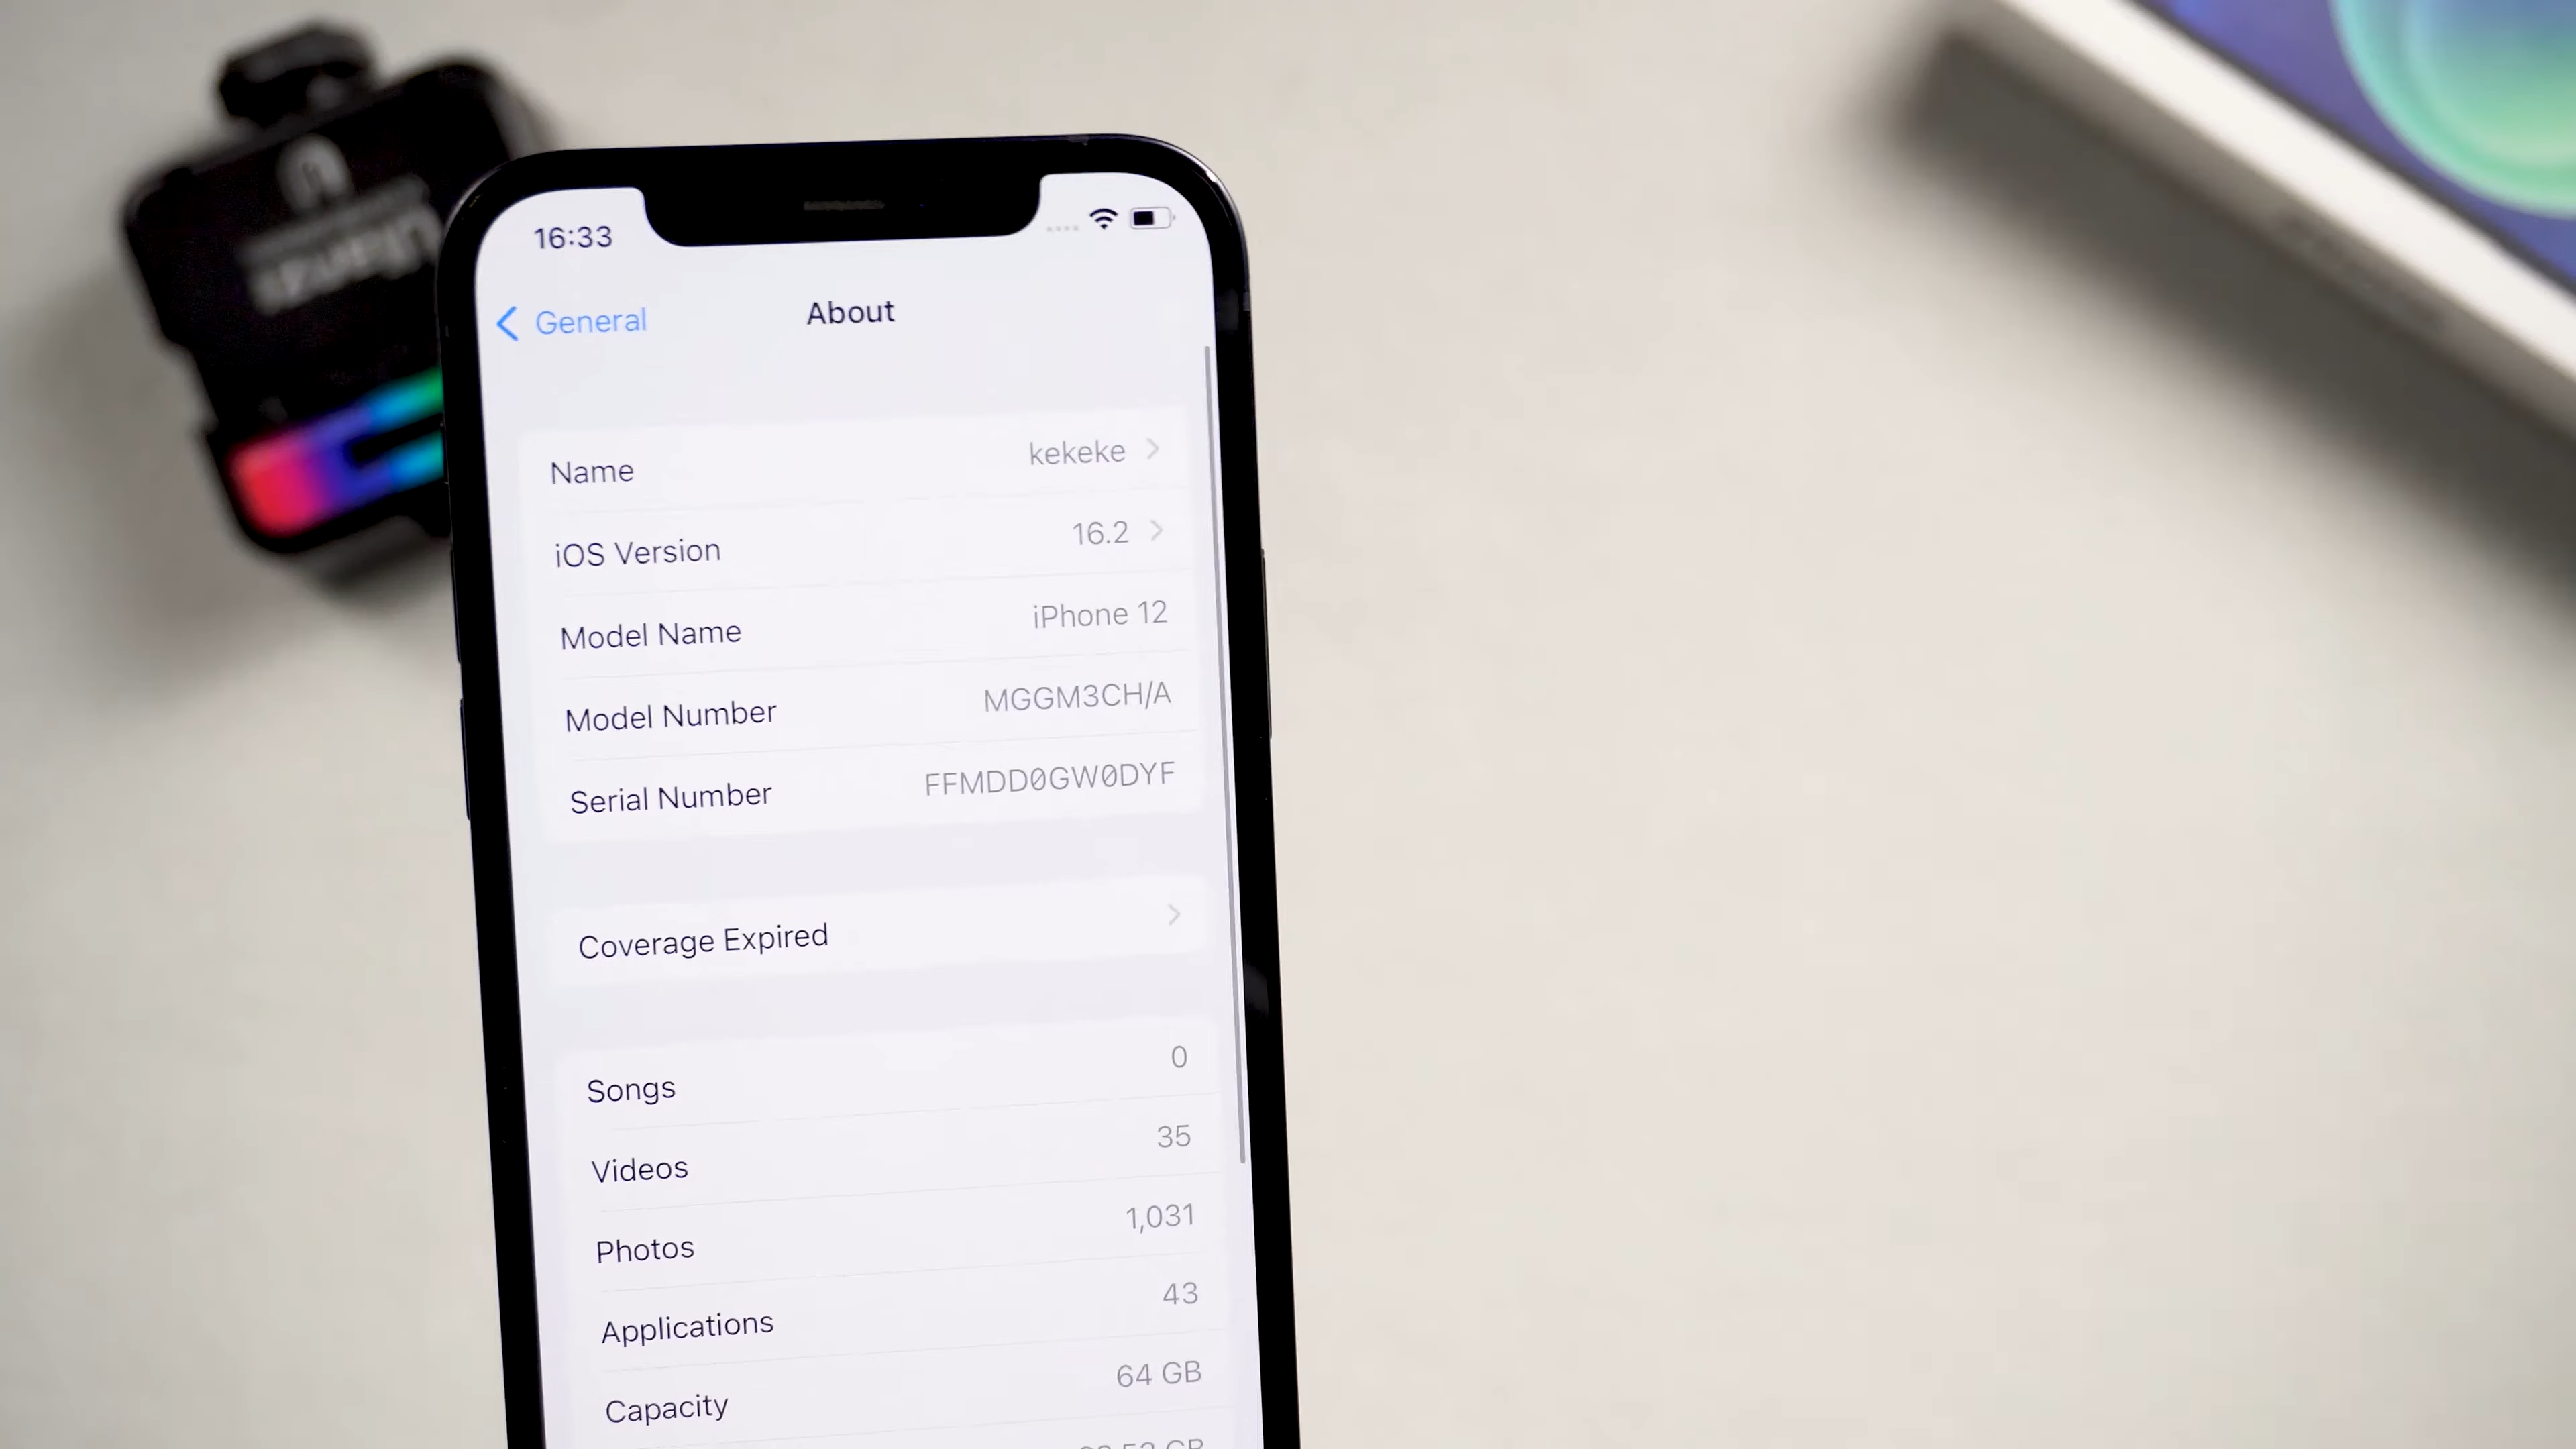 16:33
General
About
Name kekeke
iOS Version 16.2
Model Name iPhone 12
Model Number MGGM3CH/A
Serial Number FFMDD0GW0DYF
Coverage Expired
Songs 0
Videos 35
Photos 1,031
Applications 43
Capacity 64 GB